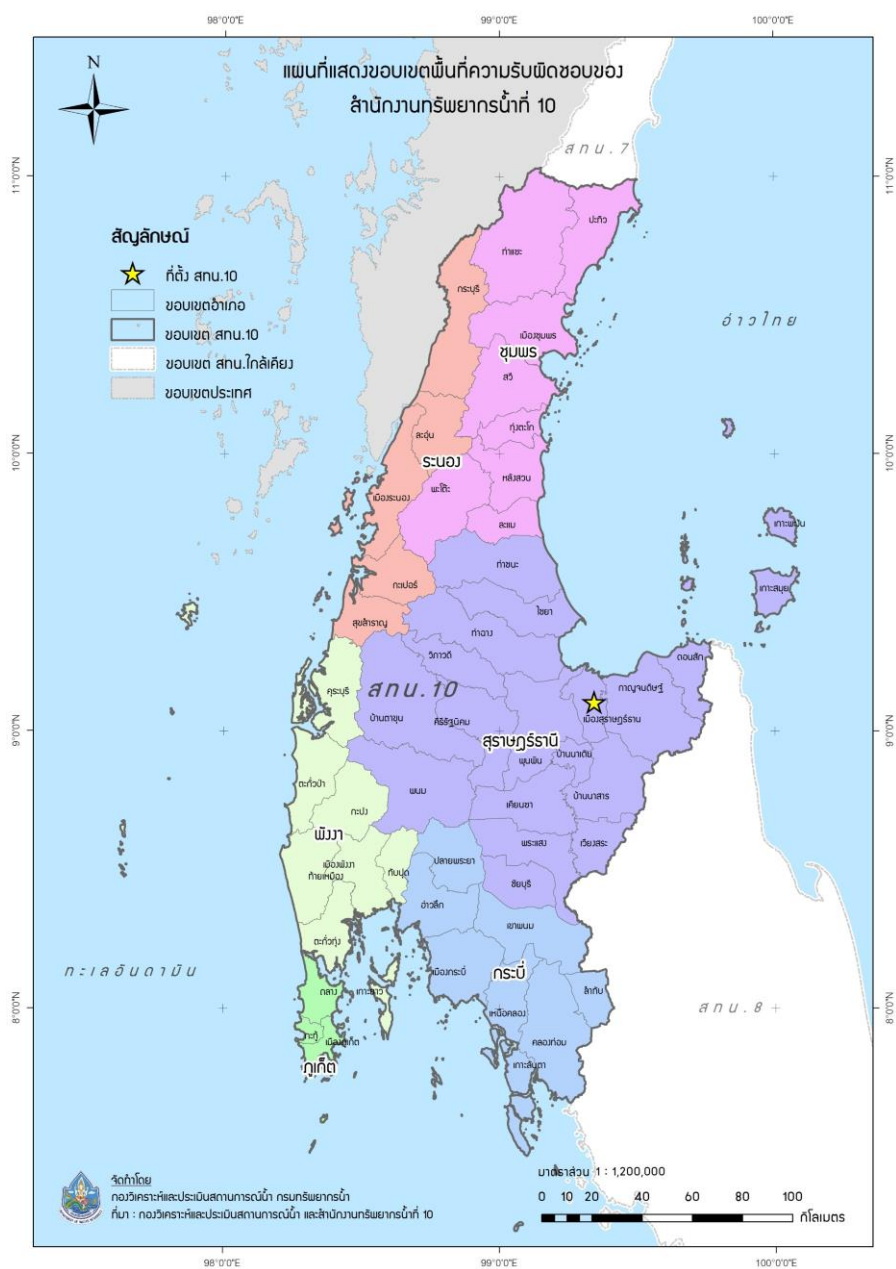 98°0'0"E
99°0'0"E
100°0'0"E
N
แผนที่แสดงขอบเขตพื้นที่ความรับผิดชอบของ
สำนักงานทรัพยากรน้ำที่ 10
สทน.7
11°0'0"N
11°0'0"N
สัญลักษณ์
ที่ตั้ง สทน.10
ขอบเขตอำเภอ
ขอบเขต สทน.10
ขอบเขต สทน.ใกล้เคียง
ขอบเขตประเทศ
ปะทิว
ท่าแซะ
กระบุรี
อ่าวไทย
เมืองชุมพร
ชุมพร
สวี
ทุ่งตะโก
ละอุ่น
10°0'0"N
10°0'0"N
ระนอง
พะโต๊ะ
หลังสวน
เมืองระนอง
ละแม
เกาะพะงัน
ท่าชนะ
กะเปอร์
เกาะสมุย
ไชยา
สุขสำราญ
ท่าฉาง
วิภาวดี
ดอนสัก
คุระบุรี
สทน.10
กาญจนดิษฐ์
บ้านตาขุน
คีรีรัฐนิคม
เมืองสุราษฎร์ธานี
9°0'0"N
9°0'0"N
สุราษฎร์ธานี
พุนพิน
บ้านนาเดิม
ตะกั่วป่า
กะปง
พนม
เคียนซา
บ้านนาสาร
พังงา
พระแสง
เวียงสระ
เมืองพังงา
ท้ายเหมือง
ทับปุด
ปลายพระยา
ชัยบุรี
อ่าวลึก
เขาพนม
ตะกั่วทุ่ง
ทะเลอันดามัน
เมืองกระบี่
กระบี่
ถลาง
เกาะยาว
ลำทับ
8°0'0"N
8°0'0"N
เหนือคลอง
สทน.8
กะทู้
เมืองภูเก็ต
คลองท่อม
ภูเก็ต
เกาะลันตา
จัดทำโดย
กองวิเคราะห์และประเมินสถานการณ์น้ำ กรมทรัพยากรน้ำ
ที่มา : กองวิเคราะห์และประเมินสถานการณ์น้ำ และสำนักงานทรัพยากรน้ำที่ 10
มาตราส่วน 1 : 1,200,000
0 10 20 40 60 80 100
กิโลเมตร
98°0'0"E
99°0'0"E
100°0'0"E